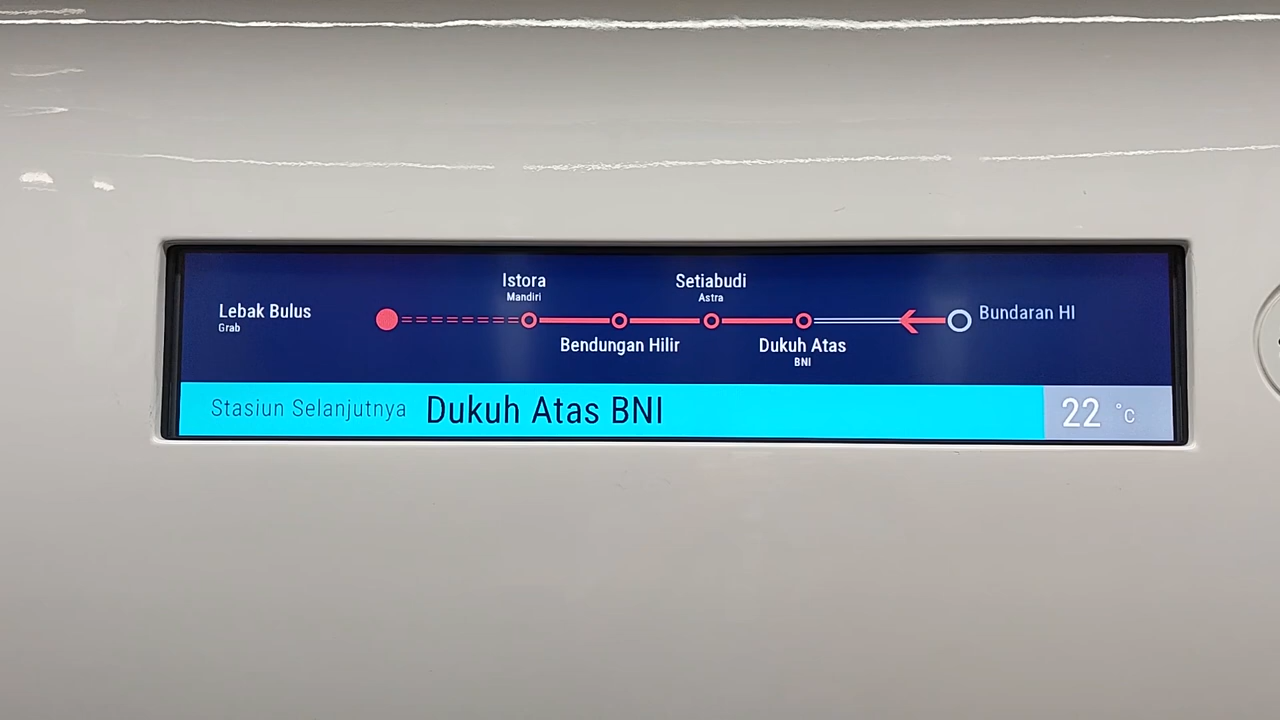 Lebak Bulus
Grab
Istora
Mandiri
Bendungan Hilir
Setiabudi
Astra
Dukuh Atas
BNI
Bundaran HI
Stasiun Selanjutnya Dukuh Atas BNI
22 °C